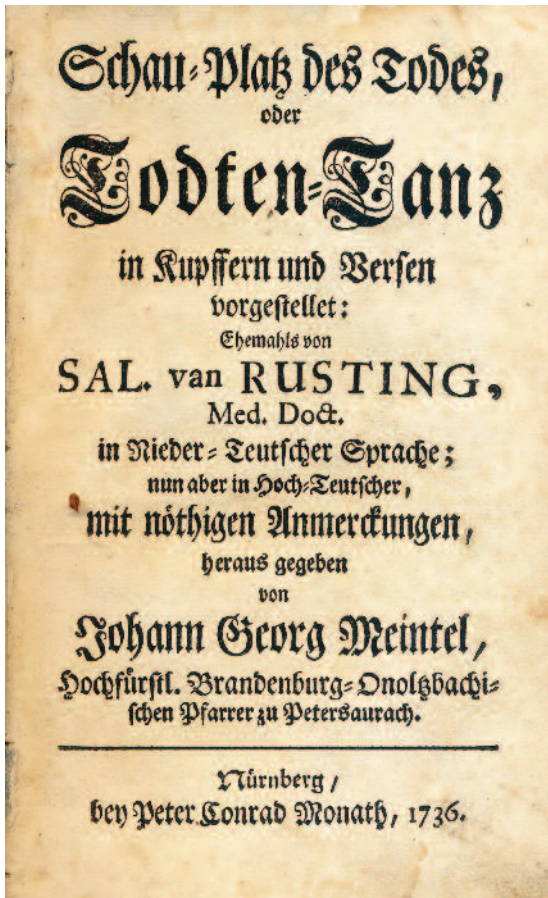 Schau-Platz des Todes,
oder
Todten-Tanz
in Kupffern und Versen
vorgestellet:
Ehemahls von
SAL. van RUSTING,
Med. Doct.
in Nieder-Teutscher Sprache;
nun aber in Hoch-Teutscher,
mit nöthigen Anmerckungen,
heraus gegeben
von
Johann Georg Meintel,
Hochfürstl. Brandenburg-Onoltzbachi-
schen Pfarrer zu Petersaurach.
Nürnberg /
bey Peter Conrad Monath, 1736.